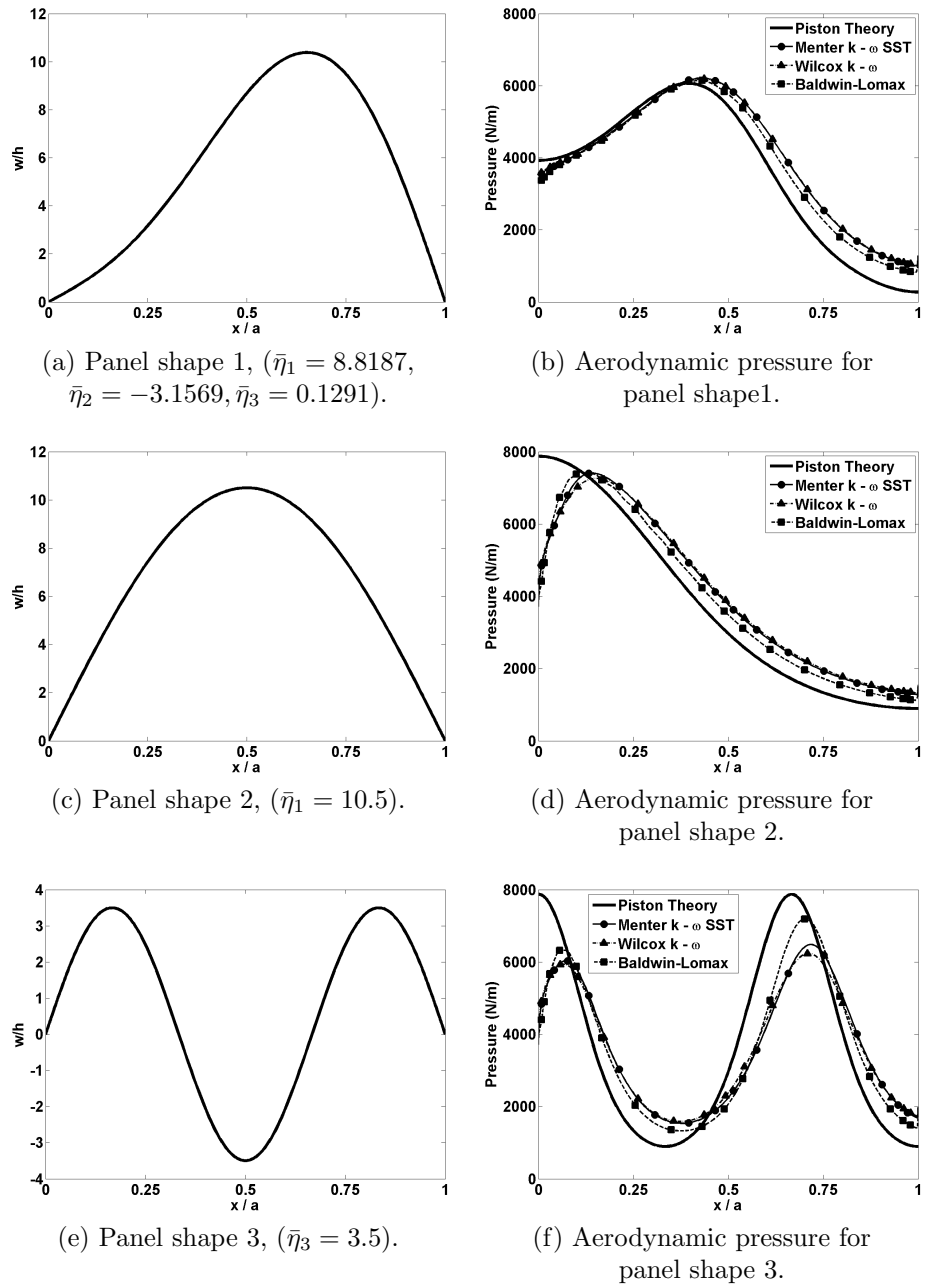 12
10
8
6
4
2
0
w/h
0 0.25 0.5 0.75 1
x / a
8000
6000
4000
2000
0
Pressure (N/m)
Piston Theory
Menter k - ω SST
Wilcox k - ω
Baldwin-Lomax
0 0.25 0.5 0.75 1
x / a
(a) Panel shape 1, (η̄1 = 8.8187,
η̄2 = −3.1569, η̄3 = 0.1291).
(b) Aerodynamic pressure for
panel shape1.
12
10
8
6
4
2
0
w/h
0 0.25 0.5 0.75 1
x / a
8000
6000
4000
2000
0
Pressure (N/m)
Piston Theory
Menter k - ω SST
Wilcox k - ω
Baldwin-Lomax
0 0.25 0.5 0.75 1
x / a
(c) Panel shape 2, (η̄1 = 10.5).
(d) Aerodynamic pressure for
panel shape 2.
4
3
2
1
0
-1
-2
-3
-4
w/h
0 0.25 0.5 0.75 1
x / a
8000
6000
4000
2000
0
Pressure (N/m)
Piston Theory
Menter k - ω SST
Wilcox k - ω
Baldwin-Lomax
0 0.25 0.5 0.75 1
x / a
(e) Panel shape 3, (η̄3 = 3.5).
(f) Aerodynamic pressure for
panel shape 3.